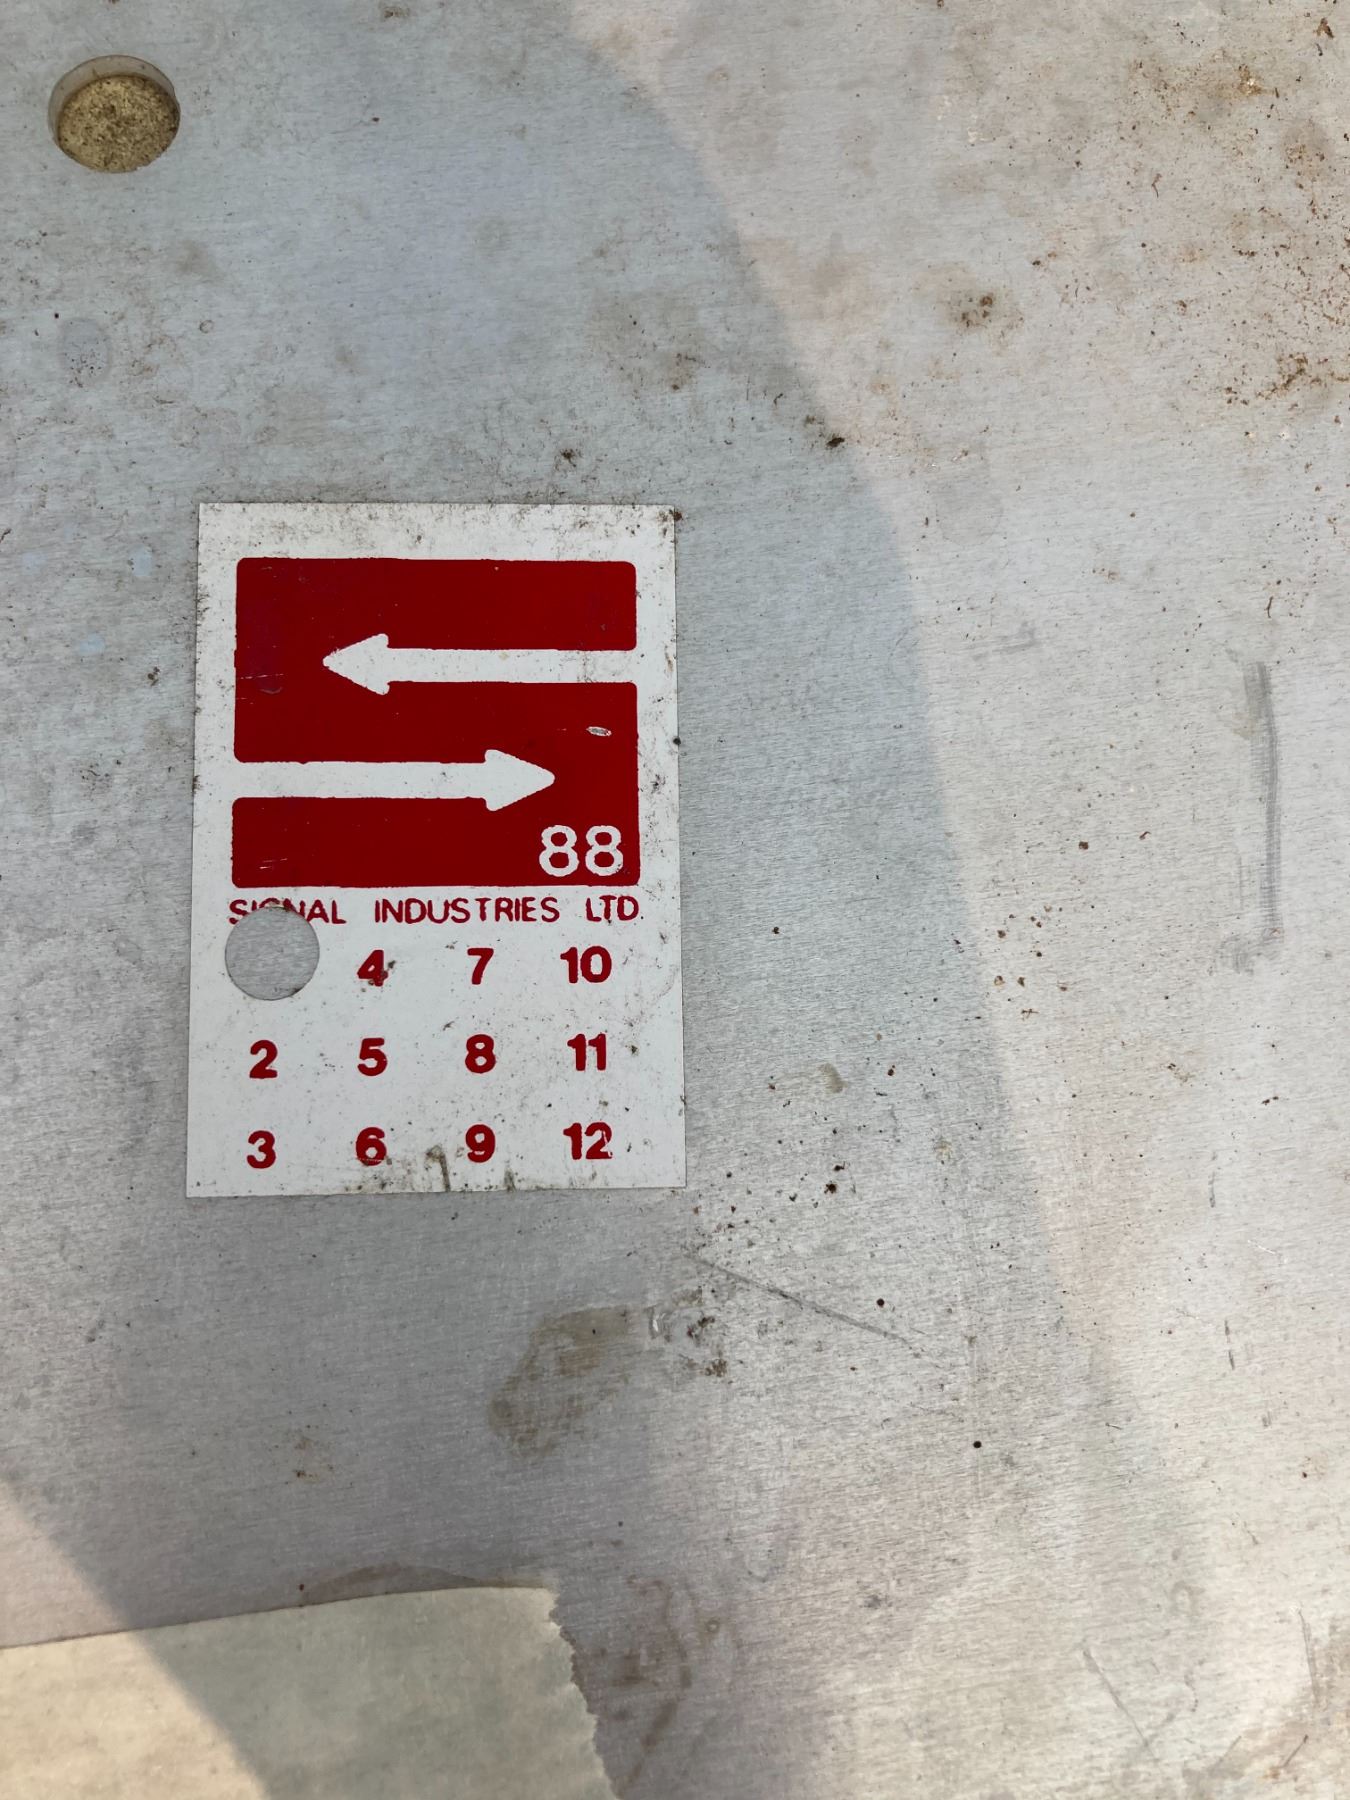 88
SIGNAL INDUSTRIES LTD.
4 7 10
2 5 8 11
3 6 9 12